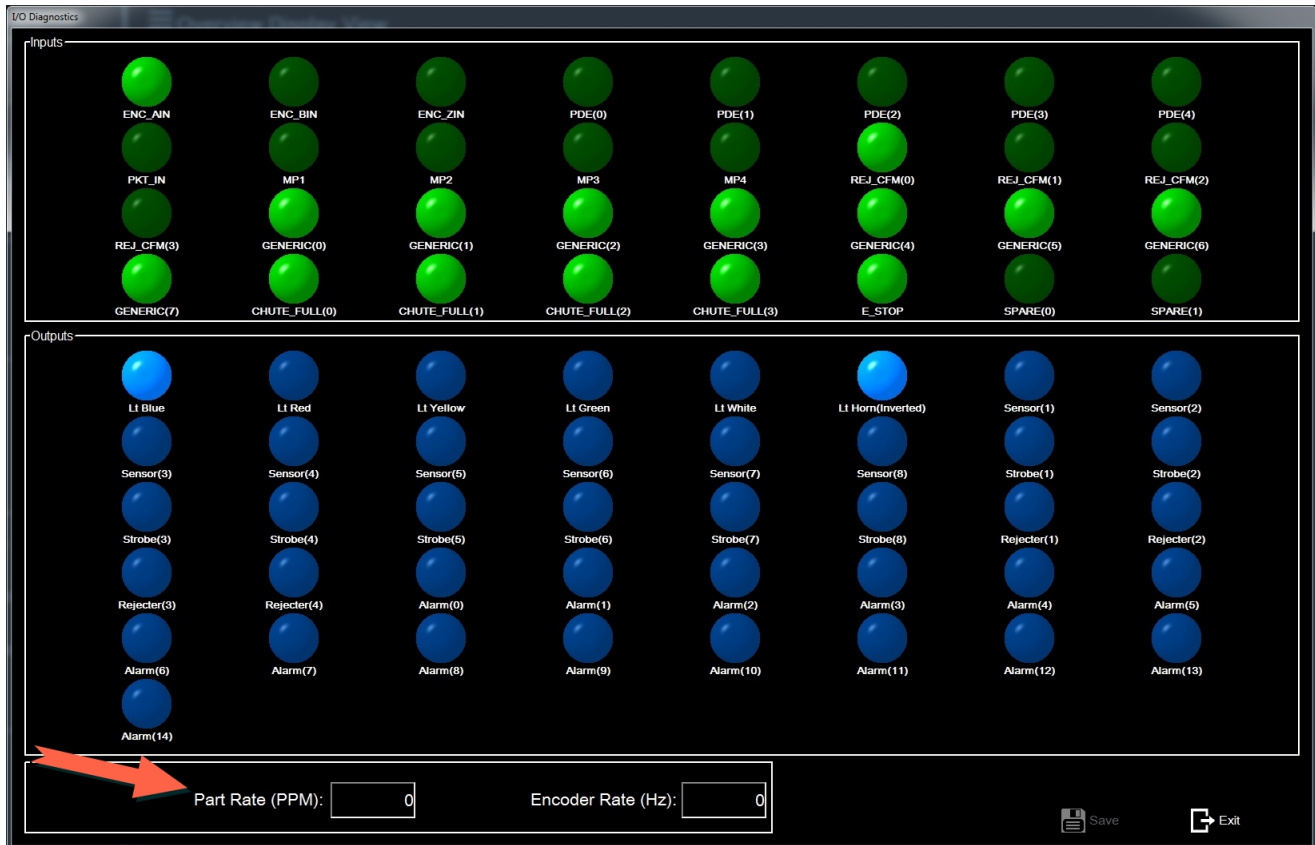 I/O Diagnostics
Overview Display View
Inputs
ENC_AIN ENC_BIN ENC_ZIN PDE(0) PDE(1) PDE(2) PDE(3) PDE(4)
PKT_IN MP1 MP2 MP3 MP4 REJ_CFM(0) REJ_CFM(1) REJ_CFM(2)
REJ_CFM(3) GENERIC(0) GENERIC(1) GENERIC(2) GENERIC(3) GENERIC(4) GENERIC(5) GENERIC(6)
GENERIC(7) CHUTE_FULL(0) CHUTE_FULL(1) CHUTE_FULL(2) CHUTE_FULL(3) E_STOP SPARE(0) SPARE(1)
Outputs
Lt Blue Lt Red Lt Yellow Lt Green Lt White Lt Horn(Inverted) Sensor(1) Sensor(2)
Sensor(3) Sensor(4) Sensor(5) Sensor(6) Sensor(7) Sensor(8) Strobe(1) Strobe(2)
Strobe(3) Strobe(4) Strobe(5) Strobe(6) Strobe(7) Strobe(8) Rejecter(1) Rejecter(2)
Rejecter(3) Rejecter(4) Alarm(0) Alarm(1) Alarm(2) Alarm(3) Alarm(4) Alarm(5)
Alarm(6) Alarm(7) Alarm(8) Alarm(9) Alarm(10) Alarm(11) Alarm(12) Alarm(13)
Alarm(14)
Part Rate (PPM): 0 Encoder Rate (Hz): 0
Save Exit